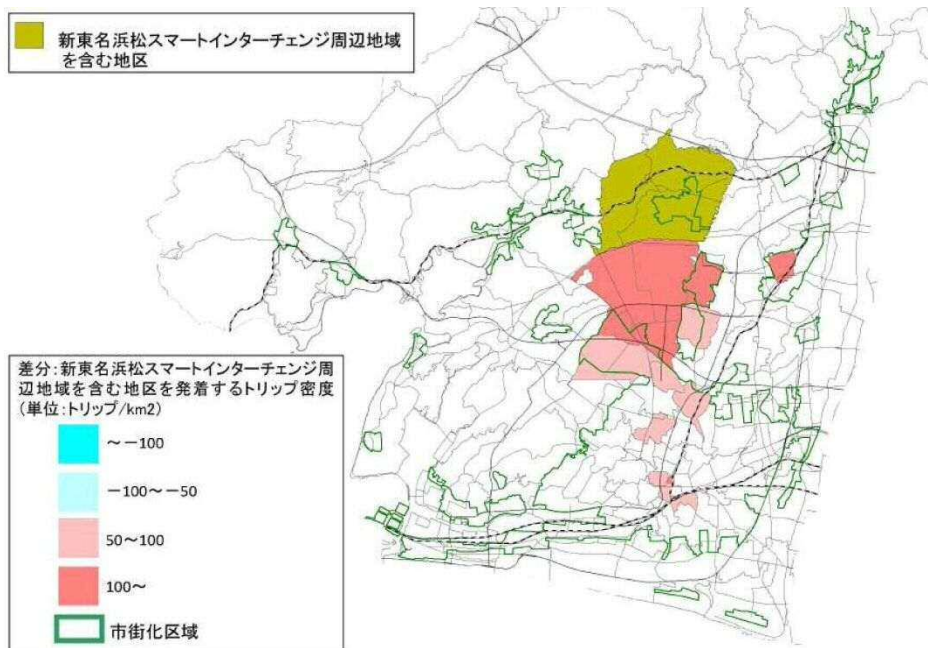 新東名浜松スマートインターチェンジ周辺地域
を含む地区
差分:新東名浜松スマートインターチェンジ周
辺地域を含む地区を発着するトリップ密度
(単位:トリップ/km2)
~-100
-100~-50
50~100
100~
市街化区域